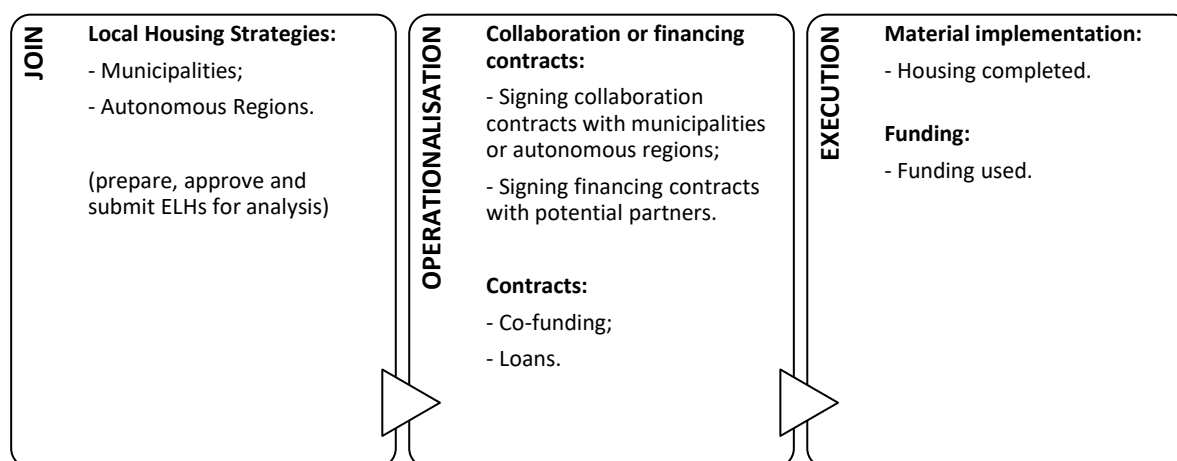 JOIN
Local Housing Strategies:
- Municipalities;
- Autonomous Regions.
(prepare, approve and
submit ELHs for analysis)
OPERATIONALISATION
Collaboration or financing
contracts:
- Signing collaboration
contracts with municipalities
or autonomous regions;
- Signing financing contracts
with potential partners.
Contracts:
- Co-funding;
- Loans.
EXECUTION
Material implementation:
- Housing completed.
Funding:
- Funding used.